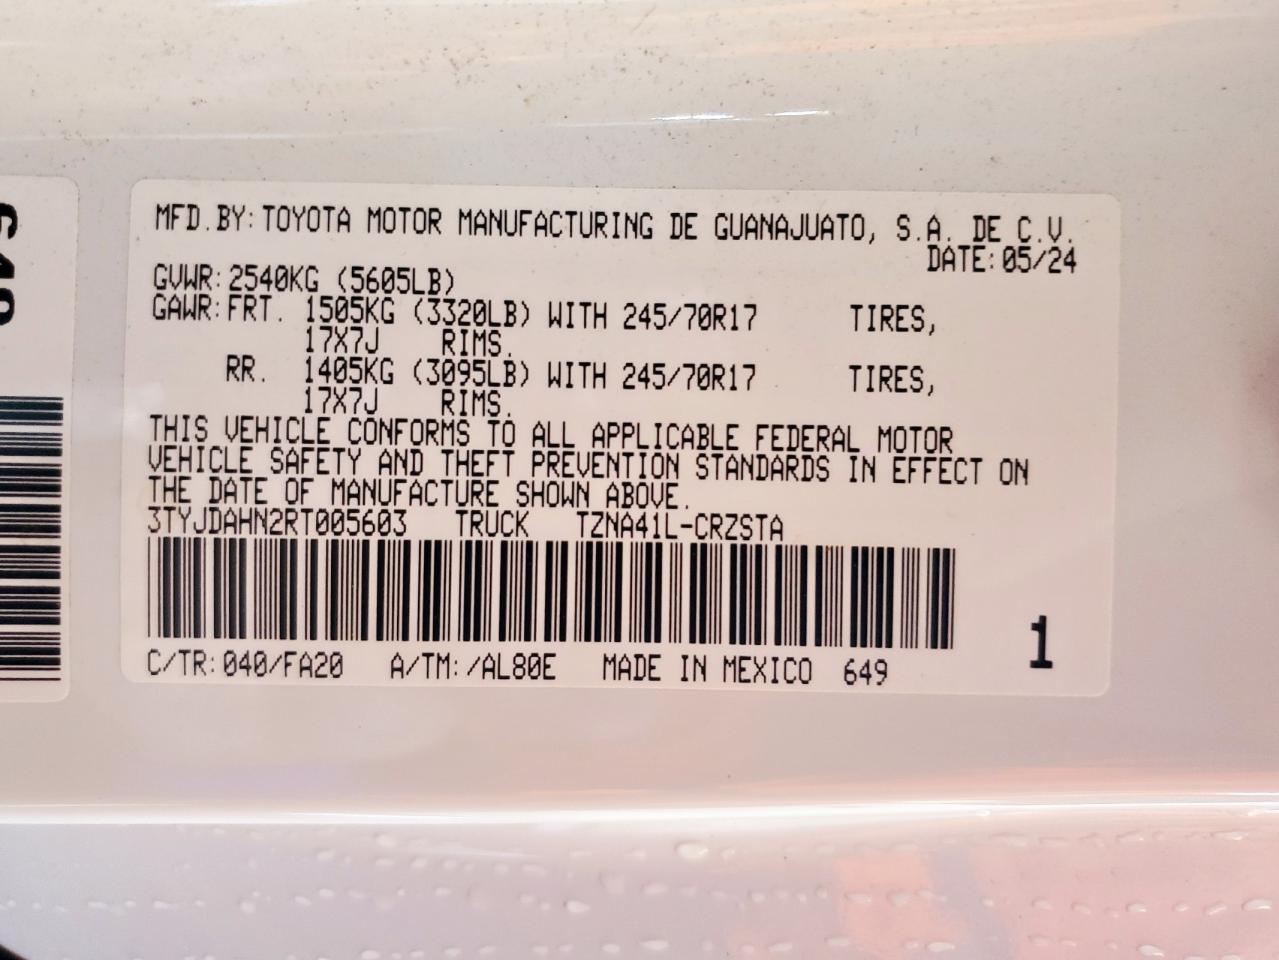 MFD.BY:TOYOTA MOTOR MANUFACTURING DE GUANAJUATO, S.A. DE C.V.
DATE:05/24
GVWR:2540KG (5605LB)
GAWR:FRT. 1505KG (3320LB) WITH 245/70R17 TIRES,
17X7J RIMS.
RR. 1405KG (3095LB) WITH 245/70R17 TIRES,
17X7J RIMS.
THIS VEHICLE CONFORMS TO ALL APPLICABLE FEDERAL MOTOR
VEHICLE SAFETY AND THEFT PREVENTION STANDARDS IN EFFECT ON
THE DATE OF MANUFACTURE SHOWN ABOVE.
3TYJDAHN2RT005603 TRUCK TZNA41L-CRZSTA
C/TR:040/FA20 A/TM:/AL80E MADE IN MEXICO 649
1